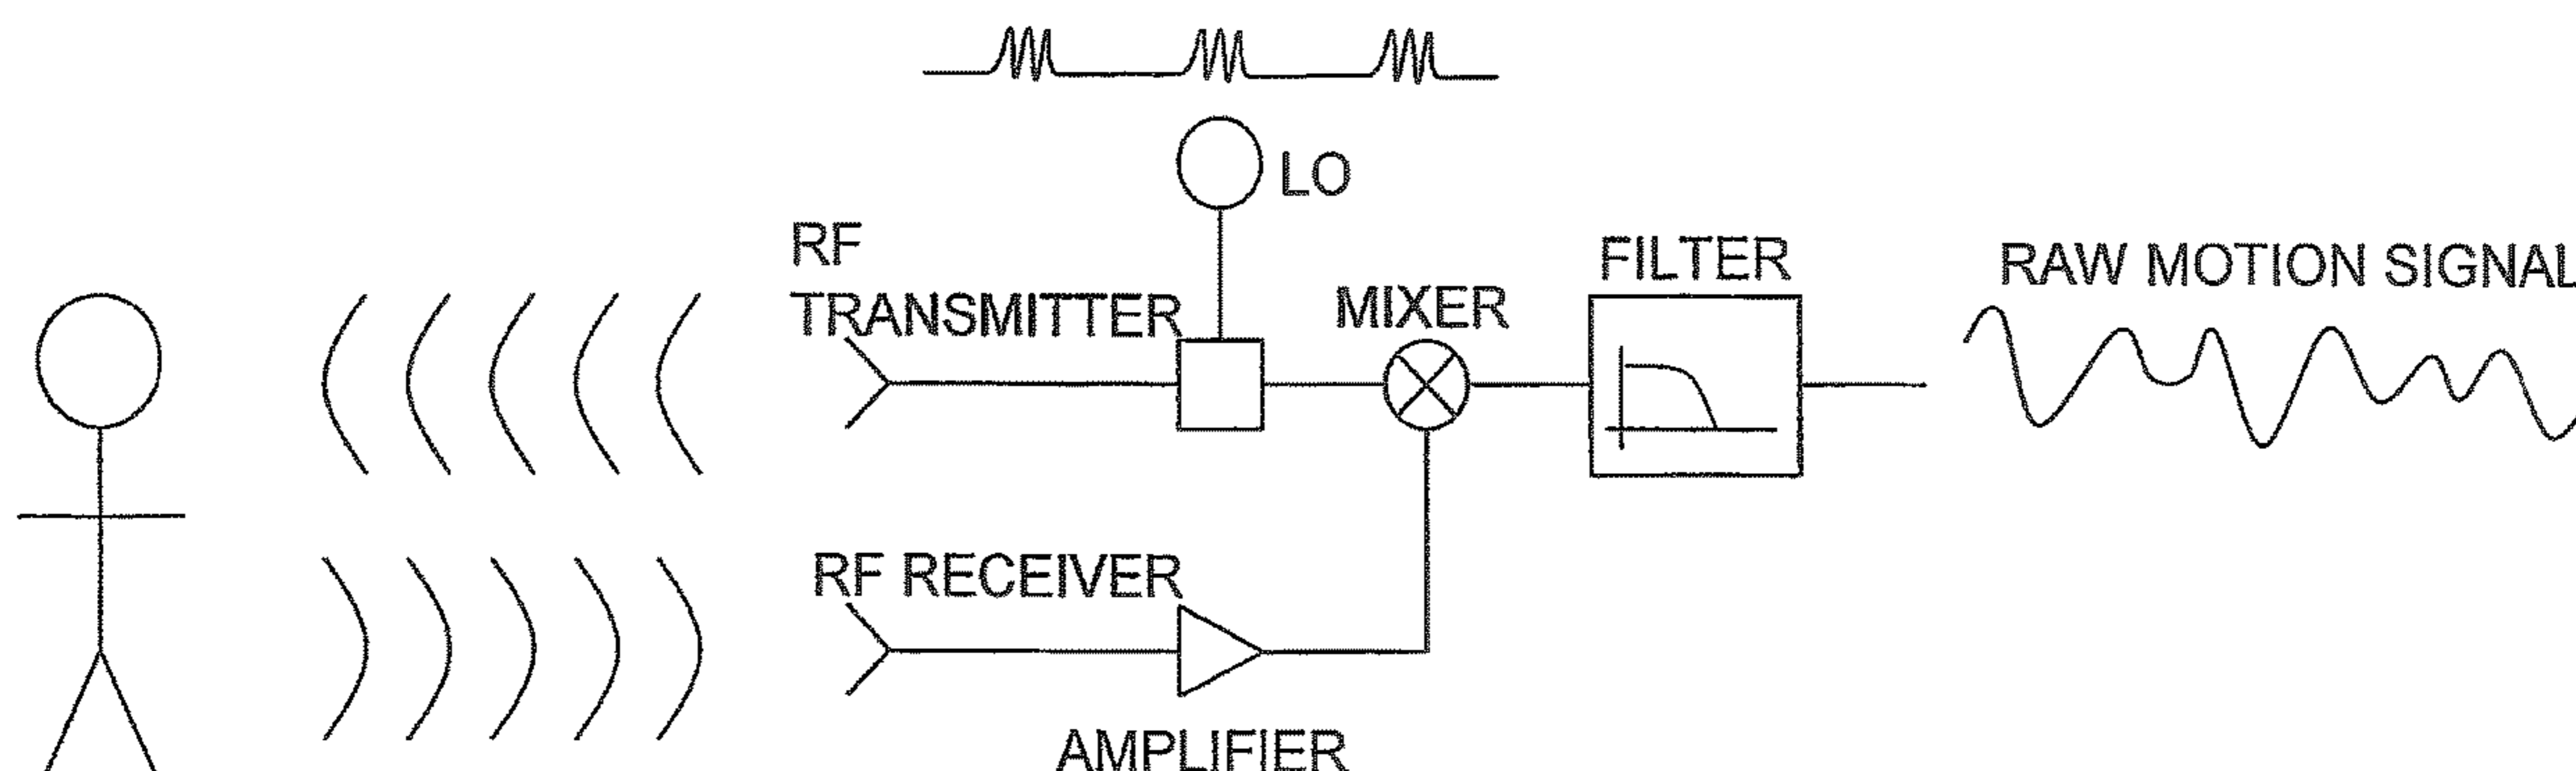 LO
RF
TRANSMITTER
MIXER
FILTER
RAW MOTION SIGNAL
RF RECEIVER
AMPLIFIER